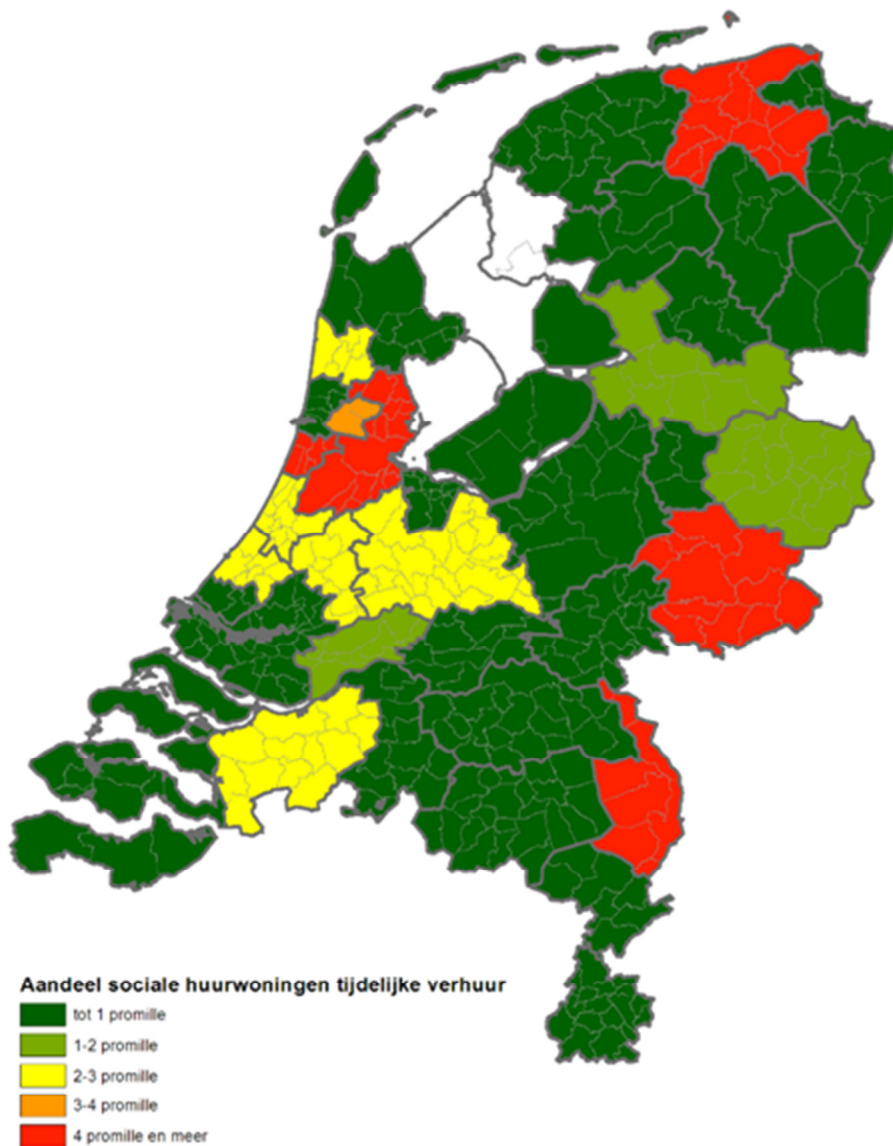 Aandeel sociale huurwoningen tijdelijke verhuur
tot 1 promille
1-2 promille
2-3 promille
3-4 promille
4 promille en meer